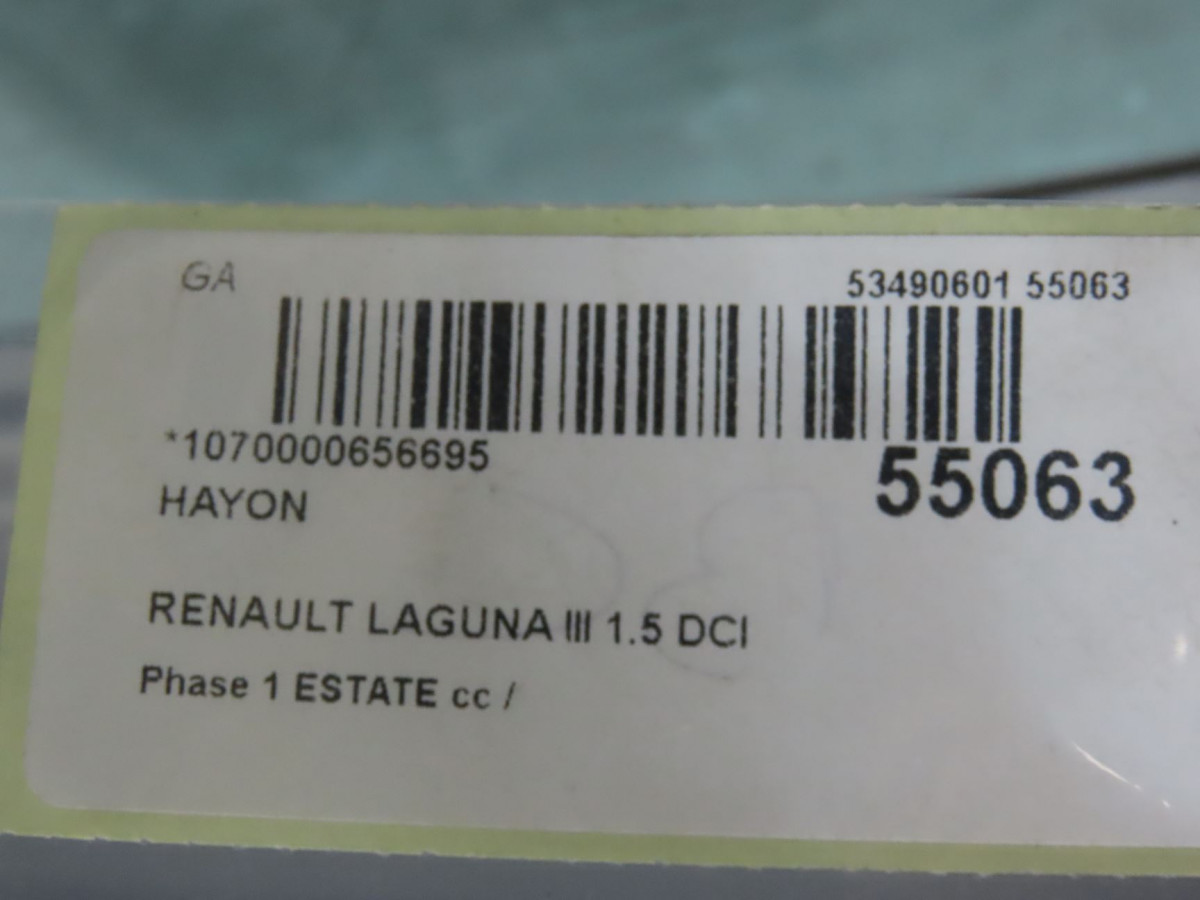 GA
53490601 55063
*1070000656695
55063
HAYON
RENAULT LAGUNA III 1.5 DCI
Phase 1 ESTATE cc /